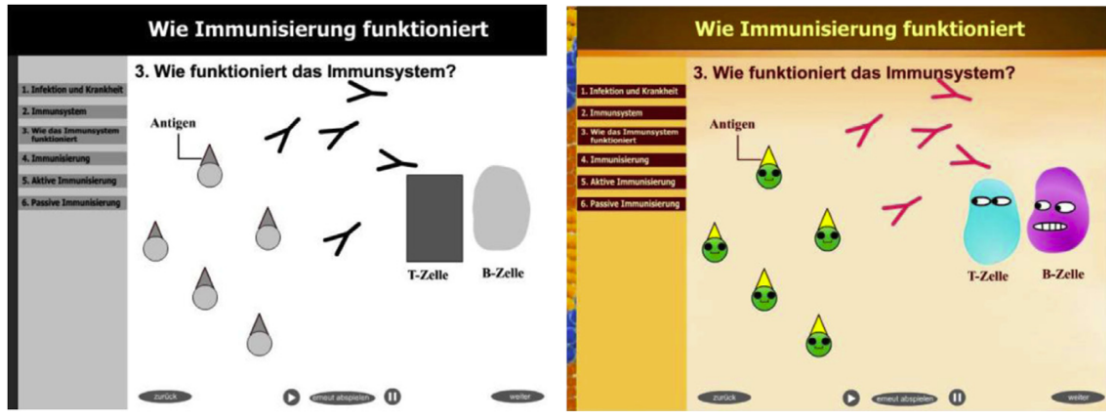 Wie Immunisierung funktioniert
3. Wie funktioniert das Immunsystem?
1. Infektion und Krankheit
2. Immunsystem
3. Wie das Immunsystem
funktioniert
4. Immunisierung
5. Aktive Immunisierung
6. Passive Immunisierung
Antigen
T-Zelle
B-Zelle
zurück
erneut abspielen
weiter
Wie Immunisierung funktioniert
3. Wie funktioniert das Immunsystem?
1. Infektion und Krankheit
2. Immunsystem
3. Wie das Immunsystem
funktioniert
4. Immunisierung
5. Aktive Immunisierung
6. Passive Immunisierung
Antigen
T-Zelle
B-Zelle
zurück
erneut abspielen
weiter